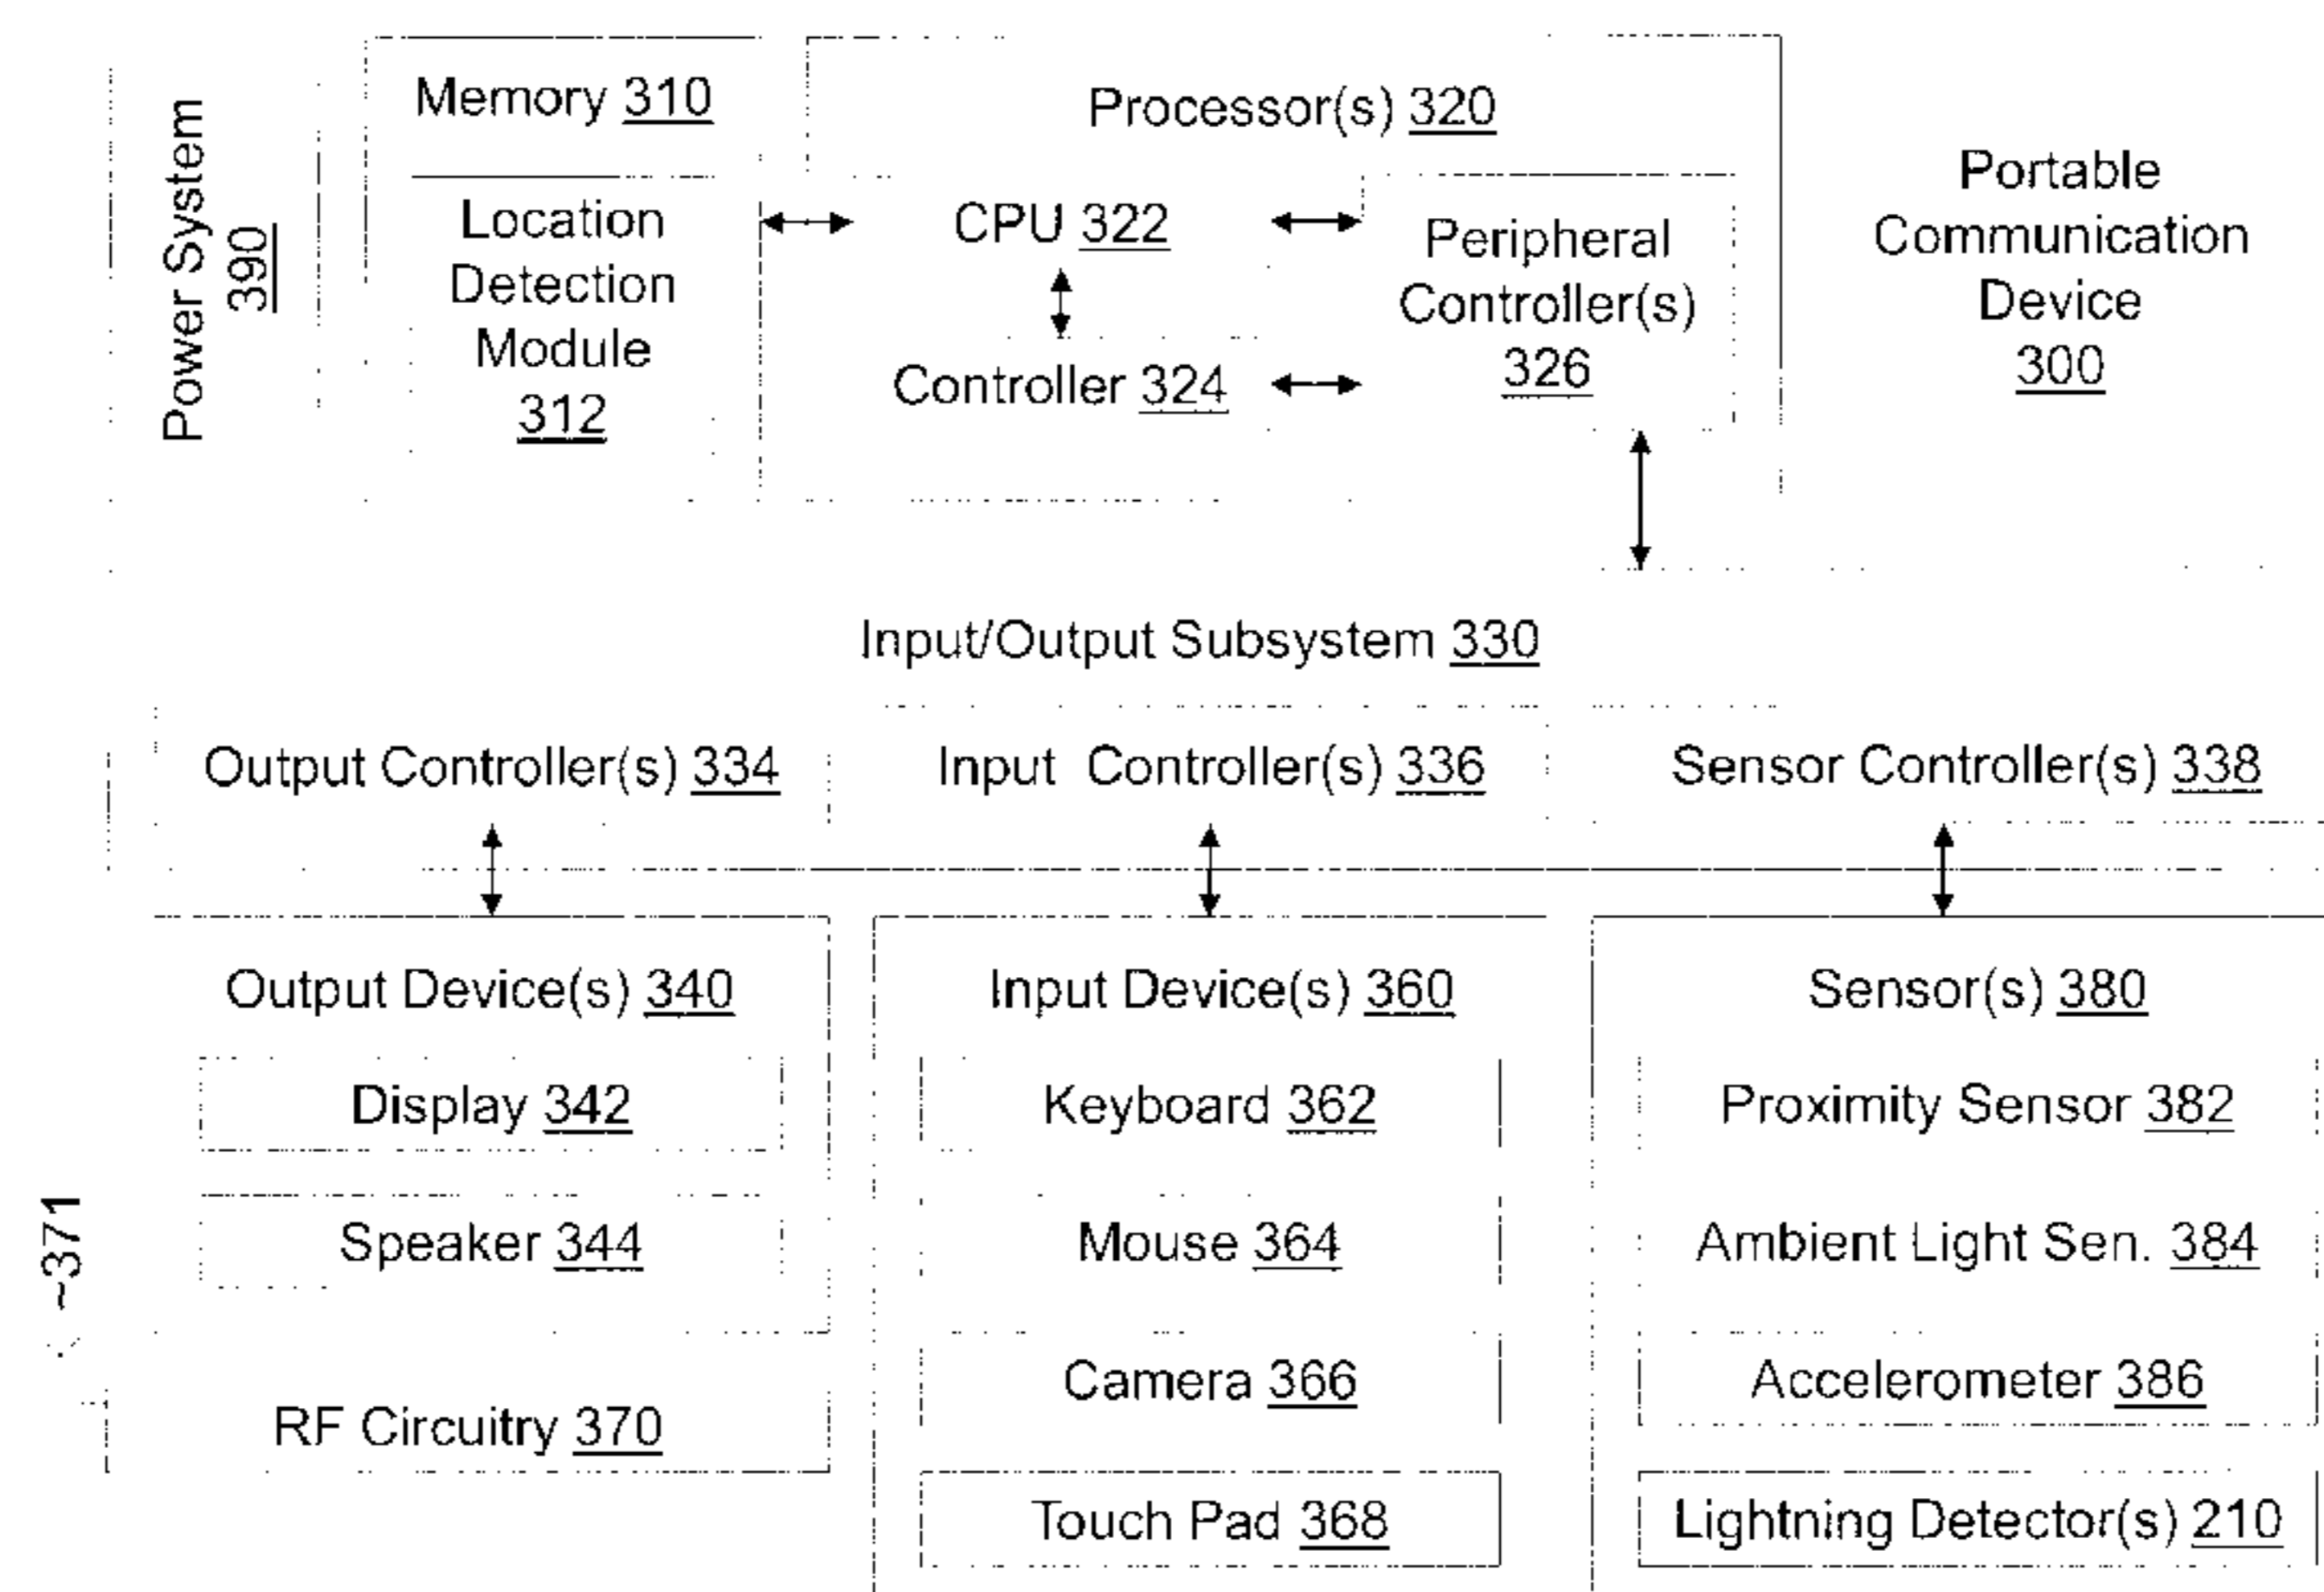 Power System
390
Memory 310
Location
Detection
Module
312
Processor(s) 320
CPU 322
Controller 324
Peripheral
Controller(s)
326
Portable
Communication
Device
300
Input/Output Subsystem 330
Output Controller(s) 334
Input Controller(s) 336
Sensor Controller(s) 338
Output Device(s) 340
Display 342
Speaker 344
~371
RF Circuitry 370
Input Device(s) 360
Keyboard 362
Mouse 364
Camera 366
Touch Pad 368
Sensor(s) 380
Proximity Sensor 382
Ambient Light Sen. 384
Accelerometer 386
Lightning Detector(s) 210